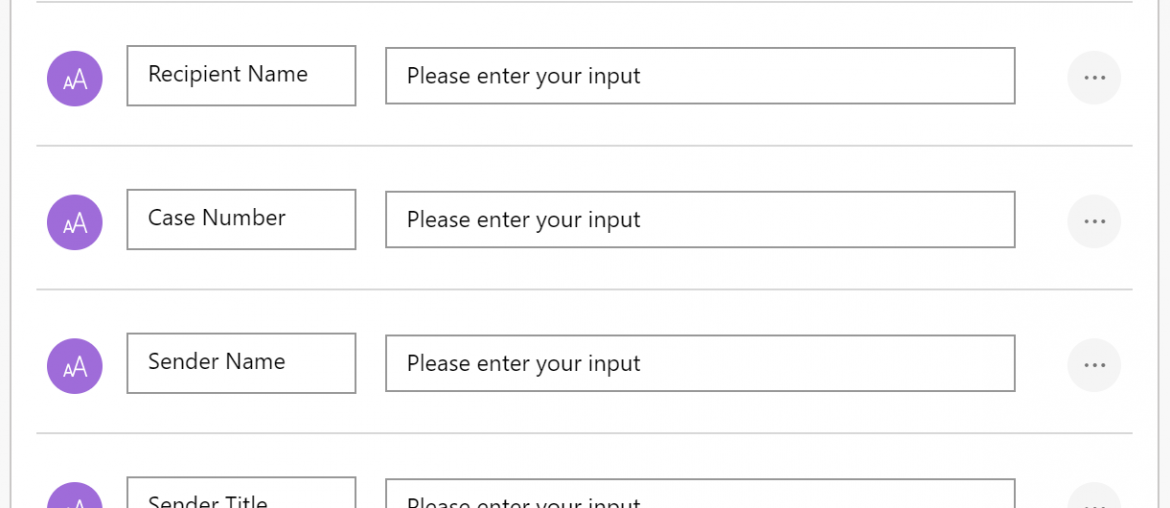 AA Recipient Name Please enter your input ...
AA Case Number Please enter your input ...
AA Sender Name Please enter your input ...
AA Sender Title Please enter your input ...